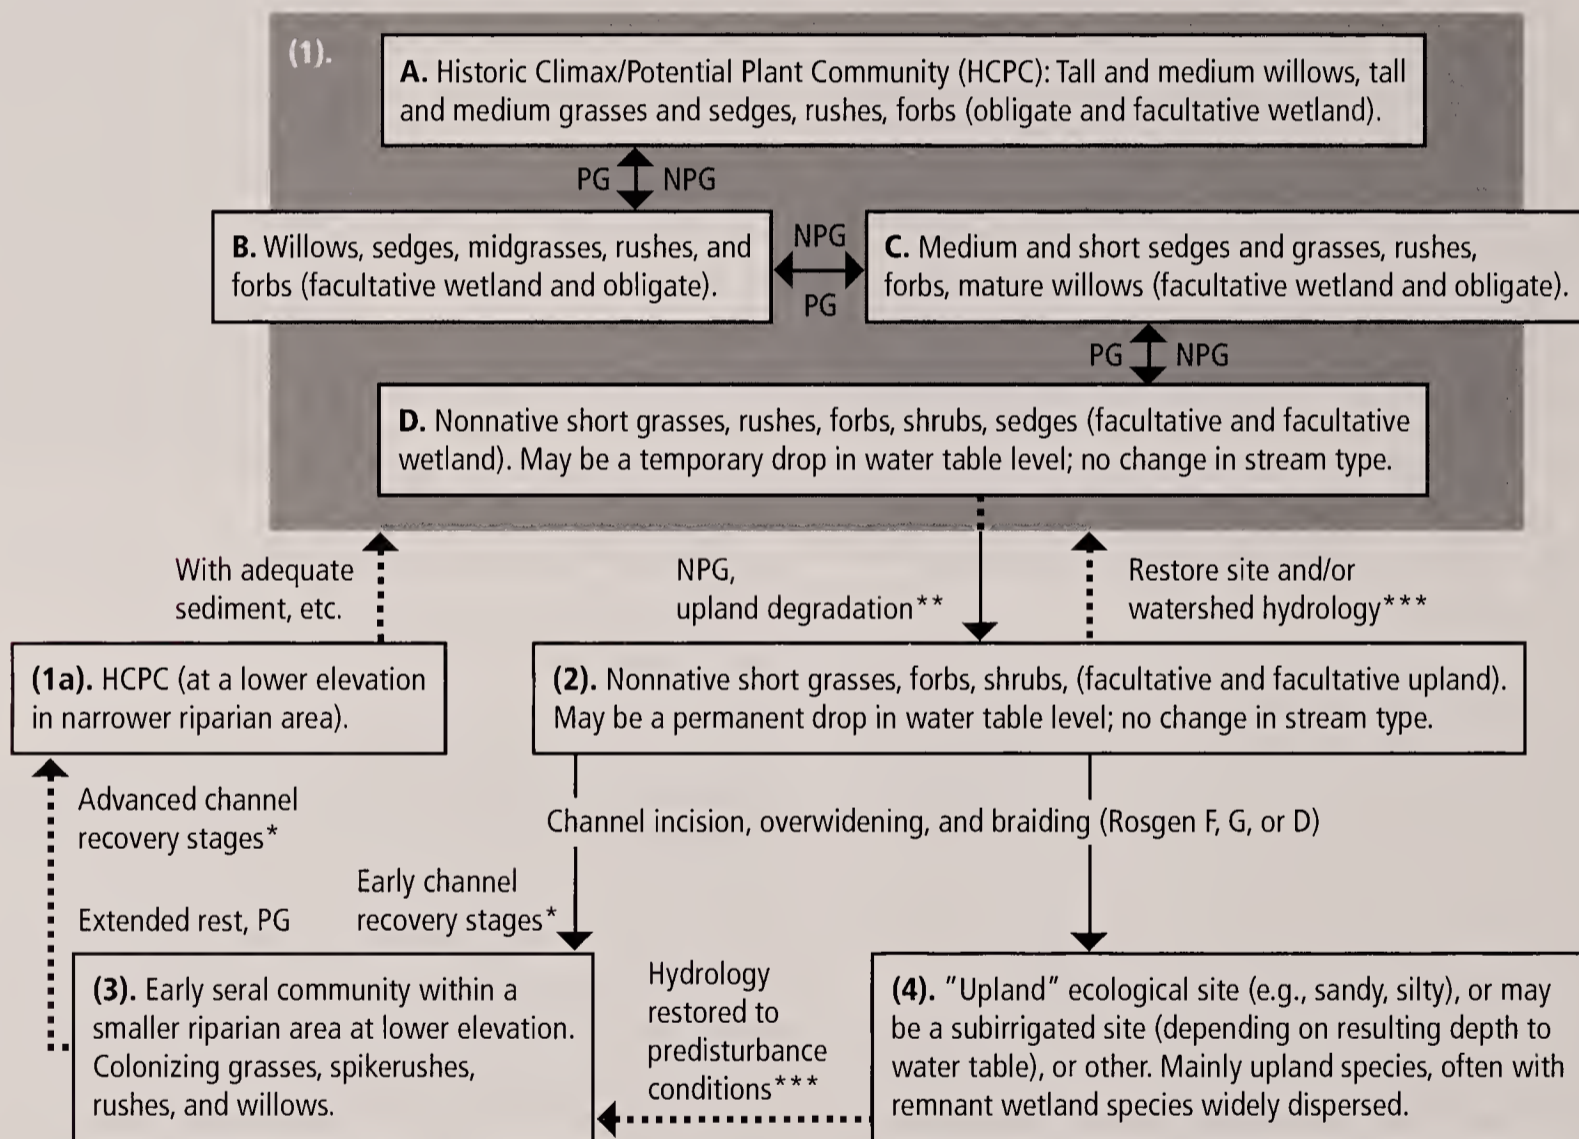 (1).
A. Historic Climax/Potential Plant Community (HCPC): Tall and medium willows, tall
and medium grasses and sedges, rushes, forbs (obligate and facultative wetland).
PG NPG
B. Willows, sedges, midgrasses, rushes, and
forbs (facultative wetland and obligate).
NPG
PG
C. Medium and short sedges and grasses, rushes,
forbs, mature willows (facultative wetland and obligate).
PG NPG
D. Nonnative short grasses, rushes, forbs, shrubs, sedges (facultative and facultative
wetland). May be a temporary drop in water table level; no change in stream type.
With adequate
sediment, etc.
NPG,
upland degradation**
Restore site and/or
watershed hydrology***
(1a). HCPC (at a lower elevation
in narrower riparian area).
(2). Nonnative short grasses, forbs, shrubs, (facultative and facultative upland).
May be a permanent drop in water table level; no change in stream type.
Advanced channel
recovery stages*
Extended rest, PG
Channel incision, overwidening, and braiding (Rosgen F, G, or D)
Early channel
recovery stages*
(3). Early seral community within a
smaller riparian area at lower elevation.
Colonizing grasses, spikerushes,
rushes, and willows.
Hydrology
restored to
predisturbance
conditions***
(4). "Upland" ecological site (e.g., sandy, silty), or may
be a subirrigated site (depending on resulting depth to
water table), or other. Mainly upland species, often with
remnant wetland species widely dispersed.